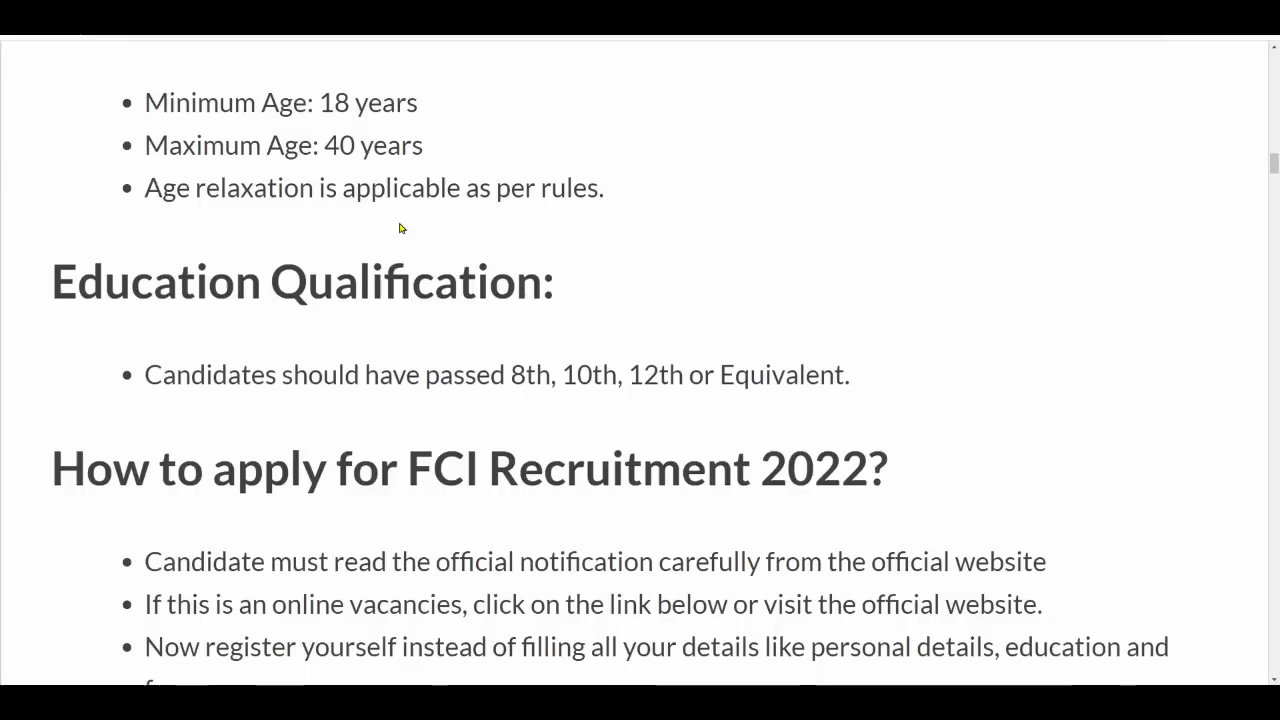 • Minimum Age: 18 years
• Maximum Age: 40 years
• Age relaxation is applicable as per rules.
Education Qualification:
• Candidates should have passed 8th, 10th, 12th or Equivalent.
How to apply for FCI Recruitment 2022?
• Candidate must read the official notification carefully from the official website
• If this is an online vacancies, click on the link below or visit the official website.
• Now register yourself instead of filling all your details like personal details, education and